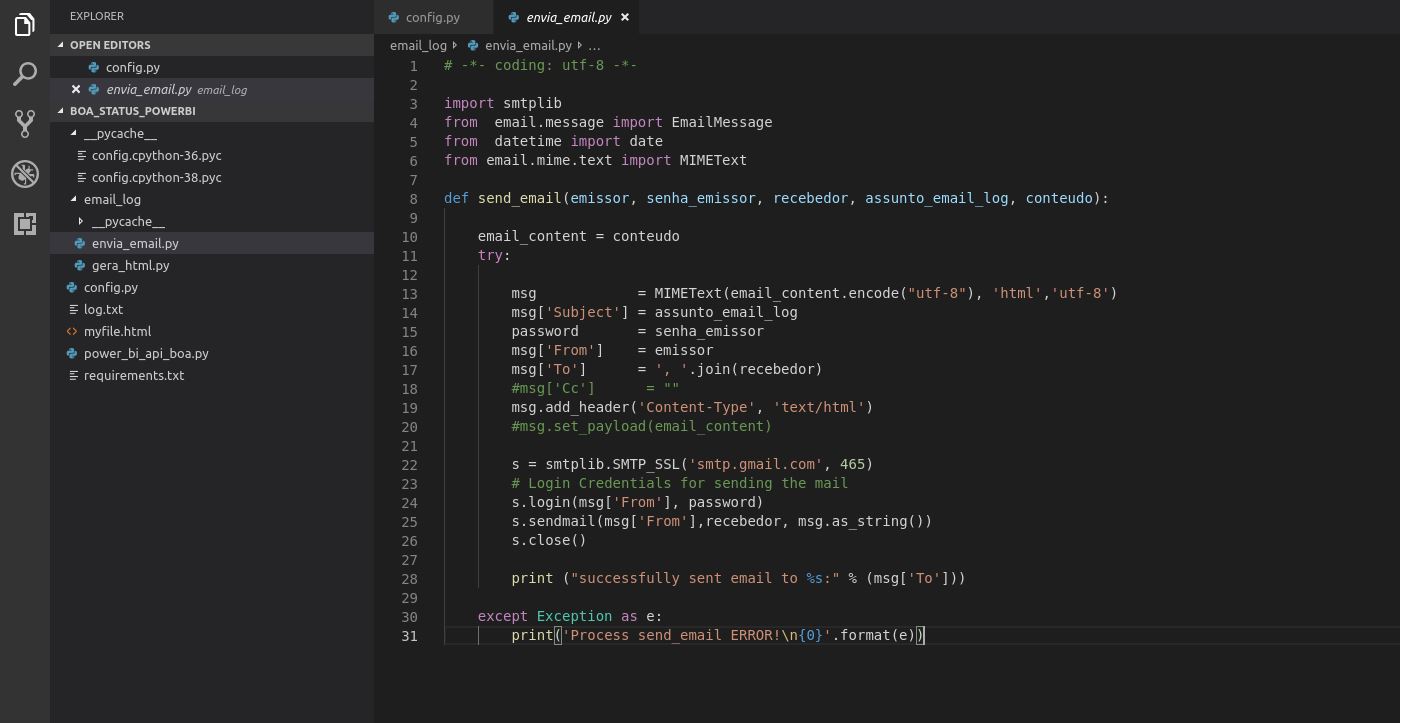 EXPLORER
OPEN EDITORS
config.py
envia_email.py email_log
BOA_STATUS_POWERBI
__pycache__
config.cpython-36.pyc
config.cpython-38.pyc
email_log
__pycache__
envia_email.py
gera_html.py
config.py
log.txt
myfile.html
power_bi_api_boa.py
requirements.txt
config.py envia_email.py
email_log envia_email.py ...
1 # -*- coding: utf-8 -*-
2
3 import smtplib
4 from  email.message import EmailMessage
5 from  datetime import date
6 from email.mime.text import MIMEText
7
8 def send_email(emissor, senha_emissor, recebedor, assunto_email_log, conteudo):
9
10     email_content = conteudo
11     try:
12
13         msg            = MIMEText(email_content.encode("utf-8"), 'html','utf-8')
14         msg['Subject'] = assunto_email_log
15         password       = senha_emissor
16         msg['From']    = emissor
17         msg['To']      = ', '.join(recebedor)
18         #msg['Cc']      = ""
19         msg.add_header('Content-Type', 'text/html')
20         #msg.set_payload(email_content)
21
22         s = smtplib.SMTP_SSL('smtp.gmail.com', 465)
23         # Login Credentials for sending the mail
24         s.login(msg['From'], password)
25         s.sendmail(msg['From'],recebedor, msg.as_string())
26         s.close()
27
28         print ("successfully sent email to %s:" % (msg['To']))
29
30     except Exception as e:
31         print('Process send_email ERROR!\n{0}'.format(e))